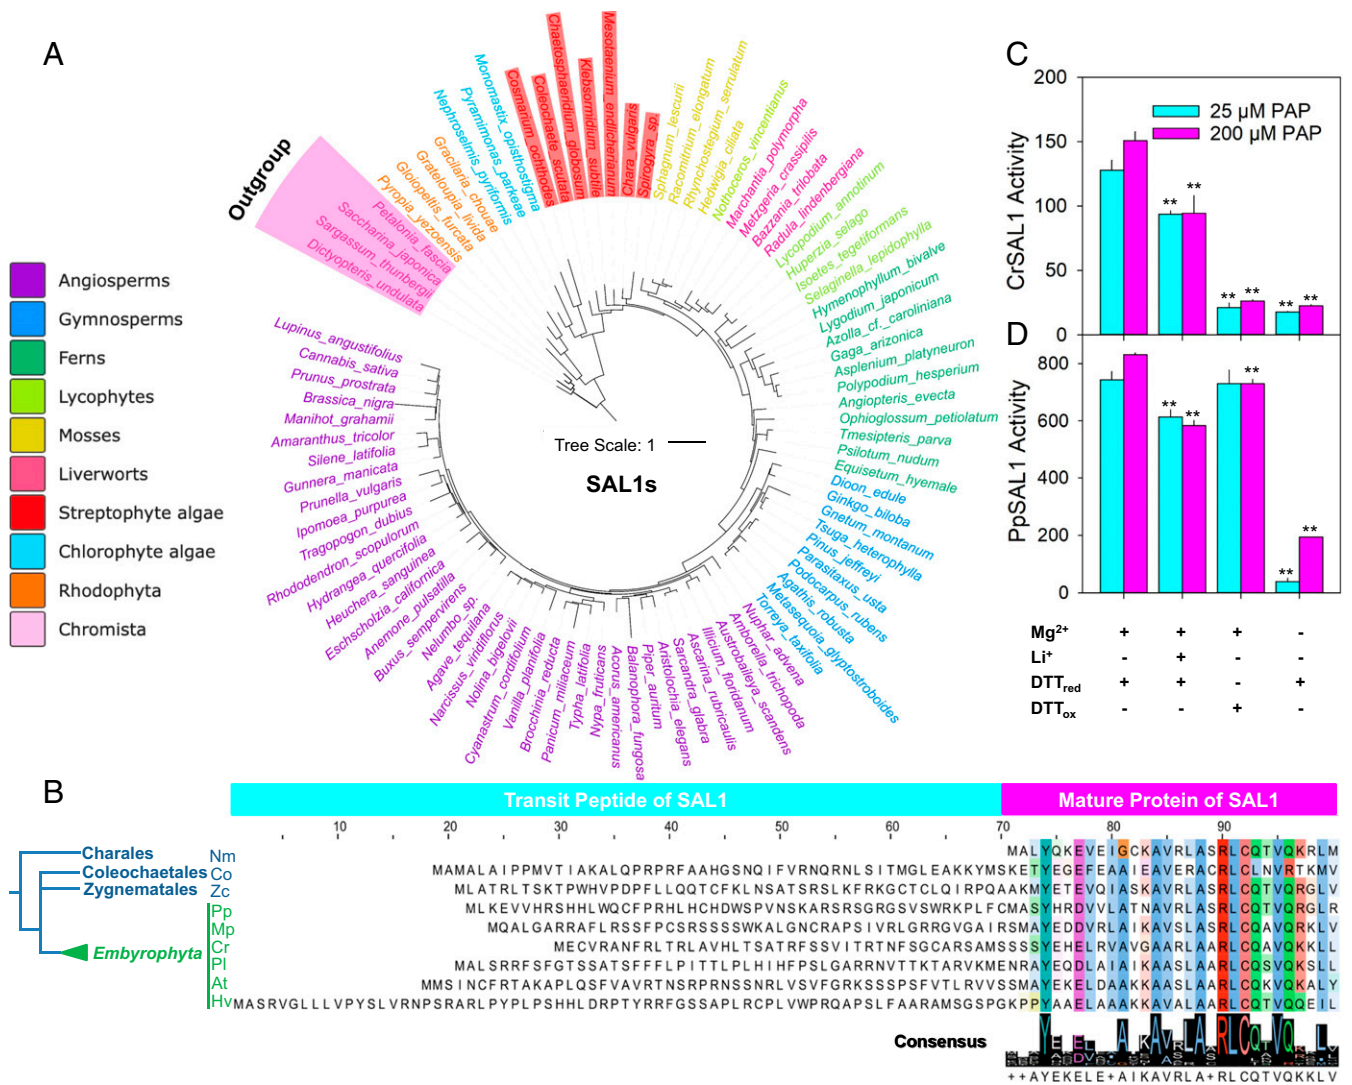 A
Outgroup
Dictyopteris_undulata
Sargassum_thunbergii
Saccharina_japonica
Petalonia_fascia
Pyropia_yezoensis
Gloiopeltis_furcata
Grateloupia_livida
Gracilaria_chouae
Nephroselmis_pyriformis
Pyramimonas_parkeae
Monomastix_opisthostigma
Cosmarium_ochthodes
Coleochaete_scutata
Chaetosphaeridium_globosum
Klebsormidium_subtile
Mesotaenium_endlicherianum
Chara_vulgaris
Spirogyra_sp.
Sphagnum_lescurii
Racomitrium_elongatum
Rhynchostegium_serrulatum
Hedwigia_ciliata
Nothoceros_vincentianus
Marchantia_polymorpha
Metzgeria_crassipilis
Bazzania_trilobata
Radula_lindenbergiana
Lycopodium_annotinum
Huperzia_selago
Isoetes_tegetiformans
Selaginella_lepidophylla
Hymenophyllum_bivalve
Lygodium_japonicum
Azolla_cf._caroliniana
Gaga_arizonica
Asplenium_platyneuron
Polypodium_hesperium
Angiopteris_evecta
Ophioglossum_petiolatum
Tmesipteris_parva
Psilotum_nudum
Equisetum_hyemale
Dioon_edule
Ginkgo_biloba
Gnetum_montanum
Tsuga_heterophylla
Pinus_jeffreyi
Parasitaxus_usta
Podocarpus_rubens
Agathis_robusta
Metasequoia_glyptostroboides
Torreya_taxifolia
Nuphar_advena
Amborella_trichopoda
Austrobaileya_scandens
Illicium_floridanum
Ascarina_rubricaulis
Sarcandra_glabra
Aristolochia_elegans
Piper_auritum
Balanophora_fungosa
Acorus_americanus
Nypa_fruticans
Typha_latifolia
Panicum_miliaceum
Brocchinia_reducta
Vanilla_planifolia
Cyanastrum_cordifolium
Nolina_bigelovii
Narcissus_viridiflorus
Agave_tequilana
Nelumbo_sp.
Buxus_sempervirens
Anemone_pulsatilla
Eschscholzia_californica
Heuchera_sanguinea
Hydrangea_quercifolia
Rhododendron_scopulorum
Tragopogon_dubius
Ipomoea_purpurea
Prunella_vulgaris
Gunnera_manicata
Silene_latifolia
Amaranthus_tricolor
Manihot_grahamii
Brassica_nigra
Prunus_prostrata
Cannabis_sativa
Lupinus_angustifolius
Tree Scale: 1
SAL1s
Angiosperms
Gymnosperms
Ferns
Lycophytes
Mosses
Liverworts
Streptophyte algae
Chlorophyte algae
Rhodophyta
Chromista
C
200
150
100
50
0
CrSAL1 Activity
25 μM PAP
200 μM PAP
** ** ** ** ** **
D
800
600
400
200
0
PpSAL1 Activity
** ** ** ** **
Mg2+ + + + -
Li+ - + - -
DTTred + + - +
DTTox - - + -
B
Transit Peptide of SAL1 Mature Protein of SAL1
10 20 30 40 50 60 70 80 90
Charales Nm MALYQKEVEIGCKAVRLASRLCQTVQKRLM
Coleochaetales Co MAMALAIPPMVTIAKALQPRPRFAAHGSNQIFVRNQRNLSITMGLEAKKYMSKETYEGEFEAAIEAVERACRLCLNVRTKMV
Zygnematales Zc MLATRLTSKTPWHVPDPFLLQQTCFKLNSATSRSLKFRKGCTCLQIRPQAAKMYETEVQIASKAVRLASRLCQTVQRGLV
Pp MLKEVVHRSHHLWQCFPRHLHCHDWSPVNSKARSRSGRGSVSWRKPLFCMASYHRDVVLATNAVRLASRLCQTVQRGLR
Mp MQALGARRFLRSSFPCSRSSSSWKALGNCRAPSIVRLGRRGVGAIRSMAYEDDVRLAMKAVRLASRLCQAVQRKLV
Embyrophyta Cr MECVRANFRLTRLAVHLTSATRFSSVITRTNFSGCARSAMSSSSYEHELRVAVGAARLAARLCQAVQKKLL
Pl MALSRRFSFGTSSATSFFFLPITTLPLHIHFPSLGARRNVTTKTARVKMENRAYEQDLAIAIKAASLAARLCQSVQKSLL
At MMSINCFRTAKAPLQSFVAVRTNSRPRNSSNRLVSVFGRKSSSPSFVTLRVVSSMAYEKELDAAKKAASLAARLCQKVQKALY
Hv MASRVGLLLVPYSLVRNPSRARLPYPLPSHHLDRPTYRRFGSSAPLRCPLVWPRQAPSLFAARAMSGSPGKPPYAAELAAAKKAVALAARLCQTVQQEIL
Consensus
++AYEKELE+AIKAVRLA+RLCQTVQKKLV